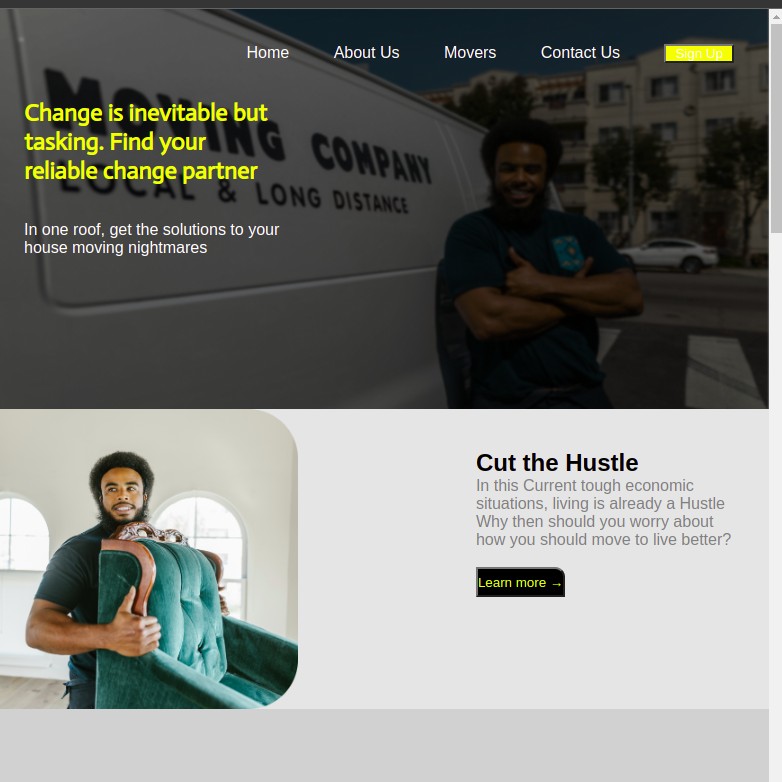 Home About Us Movers Contact Us Sign Up
Change is inevitable but
tasking. Find your
reliable change partner
MOVING COMPANY
LOCAL & LONG DISTANCE
In one roof, get the solutions to your
house moving nightmares
Cut the Hustle
In this Current tough economic
situations, living is already a Hustle
Why then should you worry about
how you should move to live better?
Learn more →